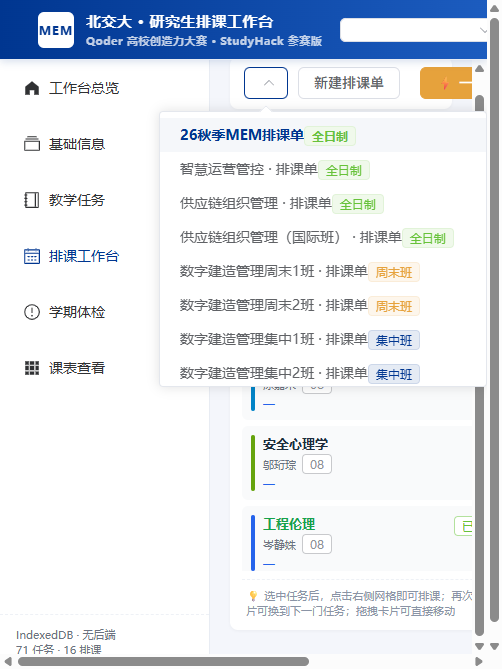 MEM
北交大 · 研究生排课工作台
Qoder 高校创造力大赛 · StudyHack 参赛版
工作台总览
基础信息
教学任务
排课工作台
学期体检
课表查看
新建排课单
26秋季MEM排课单 全日制
智慧运营管控 · 排课单 全日制
供应链组织管理 · 排课单 全日制
供应链组织管理（国际班） · 排课单 全日制
数字建造管理周末1班 · 排课单 周末班
数字建造管理周末2班 · 排课单 周末班
数字建造管理集中1班 · 排课单 集中班
数字建造管理集中2班 · 排课单 集中班
08
—
安全心理学
邬珩琮 08
—
工程伦理
岑静姝 08
—
选中任务后，点击右侧网格即可排课；再次
片可换到下一门任务；拖拽卡片可直接移动
IndexedDB · 无后端
71 任务 · 16 排课